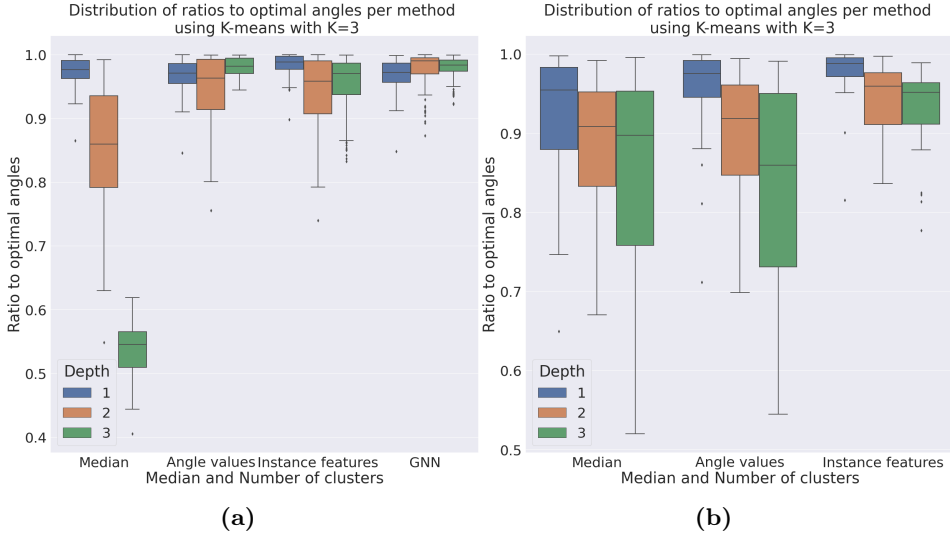 Distribution of ratios to optimal angles per method
using K-means with K=3
Ratio to optimal angles
1.0
0.9
0.8
0.7
0.6
0.5
0.4
Depth
1
2
3
Median Angle values Instance features GNN
Median and Number of clusters
(a)
Distribution of ratios to optimal angles per method
using K-means with K=3
Ratio to optimal angles
1.0
0.9
0.8
0.7
0.6
0.5
Depth
1
2
3
Median Angle values Instance features
Median and Number of clusters
(b)